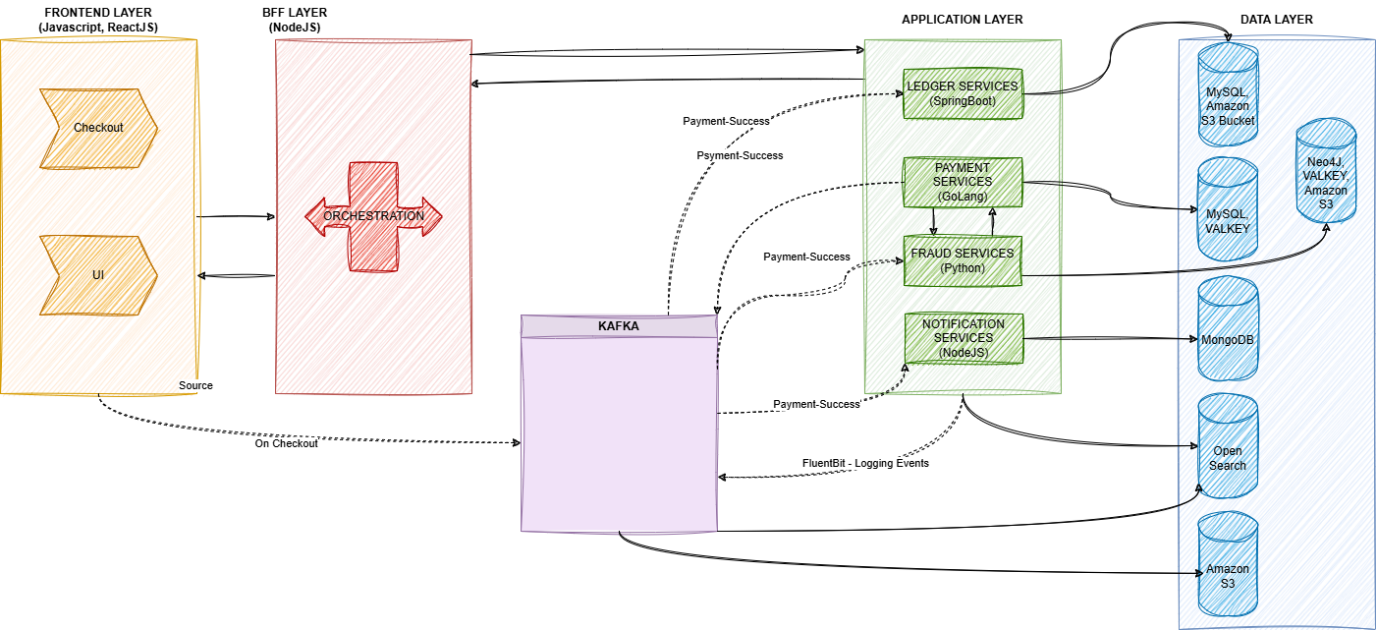 FRONTEND LAYER
(Javascript, ReactJS)
BFF LAYER
(NodeJS)
APPLICATION LAYER
DATA LAYER
Checkout
UI
Source
ORCHESTRATION
On Checkout
KAFKA
Payment-Success
Psyment-Success
Payment-Success
Payment-Success
FluentBit - Logging Events
LEDGER SERVICES
(SpringBoot)
PAYMENT
SERVICES
(GoLang)
FRAUD SERVICES
(Python)
NOTIFICATION
SERVICES
(NodeJS)
MySQL,
Amazon
S3 Bucket
Neo4J,
VALKEY,
Amazon
S3
MySQL,
VALKEY
MongoDB
Open
Search
Amazon
S3